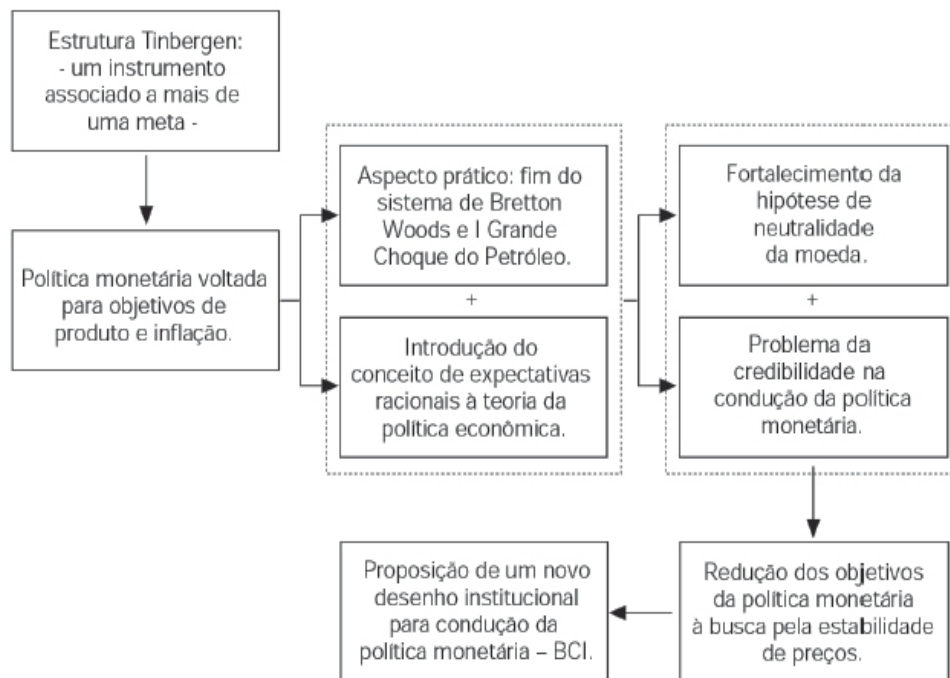 Estrutura Tinbergen:
- um instrumento
associado a mais de
uma meta -
Política monetária voltada
para objetivos de
produto e inflação.
Aspecto prático: fim do
sistema de Bretton
Woods e I Grande
Choque do Petróleo.
+
Introdução do
conceito de expectativas
racionais à teoria da
política econômica.
Fortalecimento da
hipótese de
neutralidade
da moeda.
+
Problema da
credibilidade na
condução da política
monetária.
Redução dos objetivos
da política monetária
à busca pela estabilidade
de preços.
Proposição de um novo
desenho institucional
para condução da
política monetária – BCI.